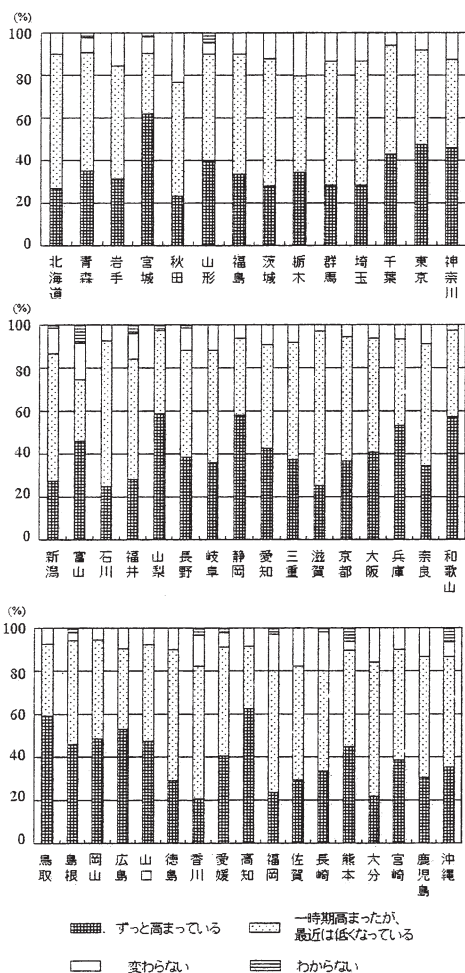 (%)
100
80
60
40
20
0
北海道
青森
岩手
宮城
秋田
山形
福島
茨城
栃木
群馬
埼玉
千葉
東京
神奈川
(%)
100
80
60
40
20
0
新潟
富山
石川
福井
山梨
長野
岐阜
静岡
愛知
三重
滋賀
京都
大阪
兵庫
奈良
和歌山
(%)
100
80
60
40
20
0
鳥取
島根
岡山
広島
山口
徳島
香川
愛媛
高知
福岡
佐賀
長崎
熊本
大分
宮崎
鹿児島
沖縄
ずっと高まっている
一時期高まったが、
最近は低くなっている
変わらない
わからない